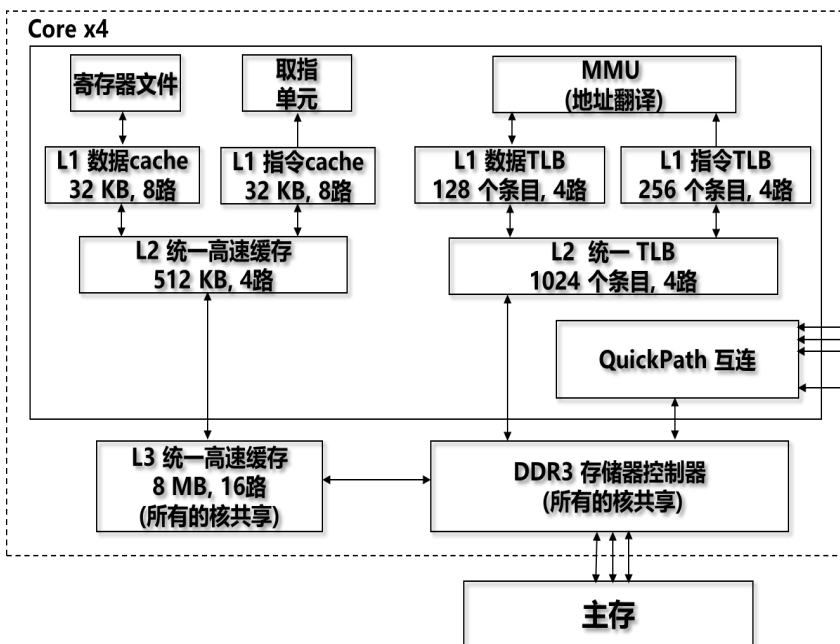 Core x4
寄存器文件
取指
单元
MMU
(地址翻译)
L1 数据cache
32 KB, 8路
L1 指令cache
32 KB, 8路
L1 数据TLB
128 个条目, 4路
L1 指令TLB
256 个条目, 4路
L2 统一高速缓存
512 KB, 4路
L2 统一 TLB
1024 个条目, 4路
QuickPath 互连
L3 统一高速缓存
8 MB, 16路
(所有的核共享)
DDR3 存储器控制器
(所有的核共享)
主存